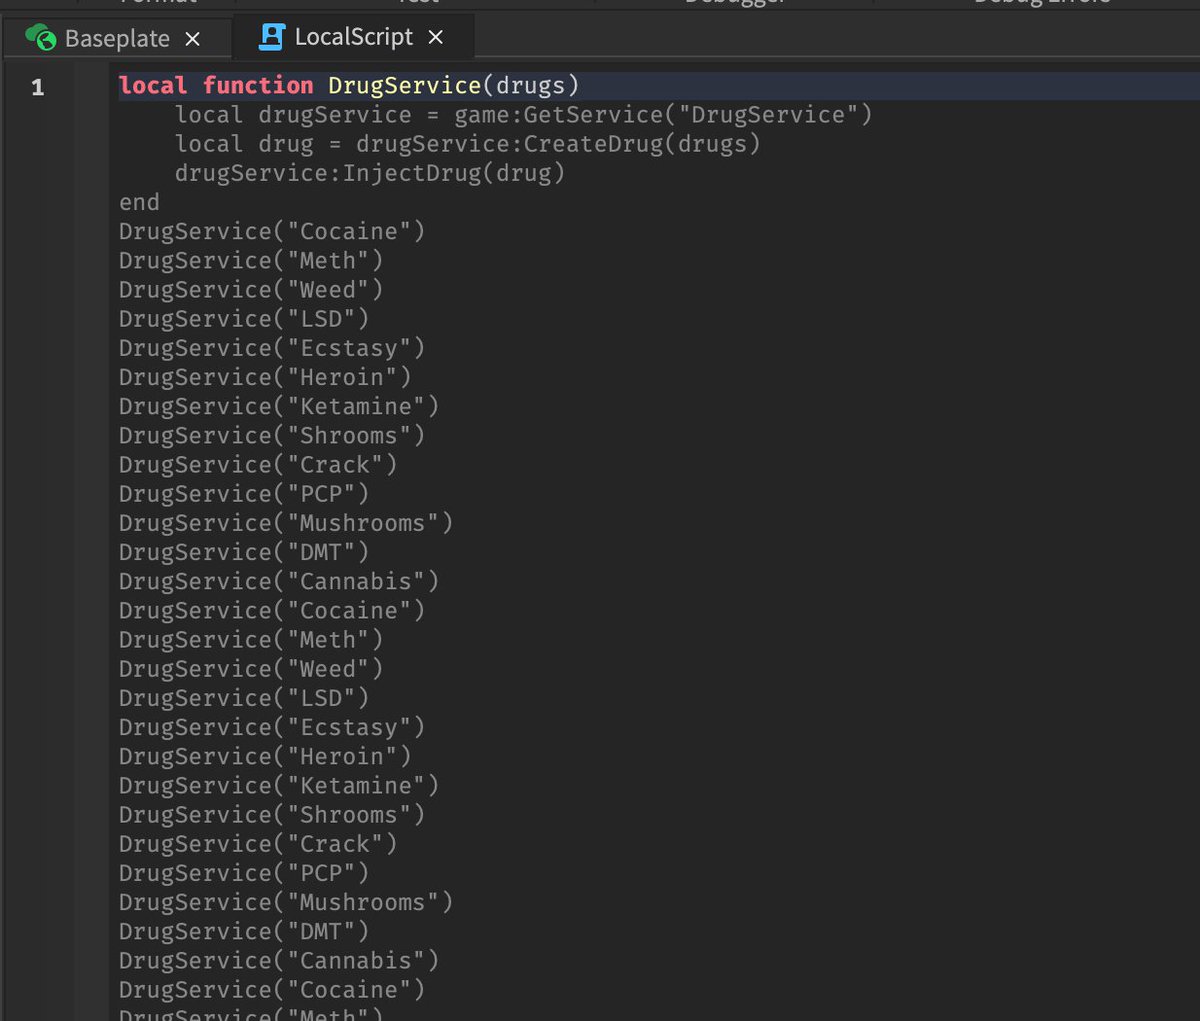 Baseplate ×
LocalScript ×
1
local function DrugService(drugs)
    local drugService = game:GetService("DrugService")
    local drug = drugService:CreateDrug(drugs)
    drugService:InjectDrug(drug)
end
DrugService("Cocaine")
DrugService("Meth")
DrugService("Weed")
DrugService("LSD")
DrugService("Ecstasy")
DrugService("Heroin")
DrugService("Ketamine")
DrugService("Shrooms")
DrugService("Crack")
DrugService("PCP")
DrugService("Mushrooms")
DrugService("DMT")
DrugService("Cannabis")
DrugService("Cocaine")
DrugService("Meth")
DrugService("Weed")
DrugService("LSD")
DrugService("Ecstasy")
DrugService("Heroin")
DrugService("Ketamine")
DrugService("Shrooms")
DrugService("Crack")
DrugService("PCP")
DrugService("Mushrooms")
DrugService("DMT")
DrugService("Cannabis")
DrugService("Cocaine")
DrugService("Meth")